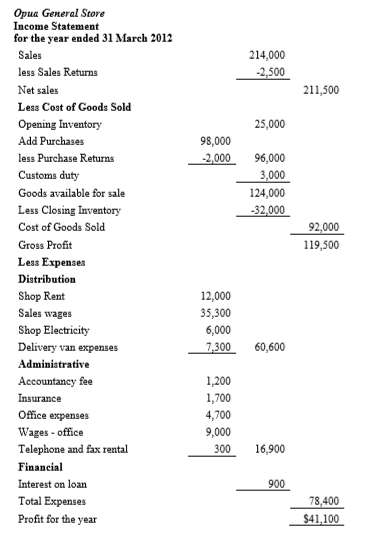 Opua General Store
Income Statement
for the year ended 31 March 2012
Sales 214,000
less Sales Returns -2,500
Net sales 211,500
Less Cost of Goods Sold
Opening Inventory 25,000
Add Purchases 98,000
less Purchase Returns -2,000 96,000
Customs duty 3,000
Goods available for sale 124,000
Less Closing Inventory -32,000
Cost of Goods Sold 92,000
Gross Profit 119,500
Less Expenses
Distribution
Shop Rent 12,000
Sales wages 35,300
Shop Electricity 6,000
Delivery van expenses 7,300 60,600
Administrative
Accountancy fee 1,200
Insurance 1,700
Office expenses 4,700
Wages - office 9,000
Telephone and fax rental 300 16,900
Financial
Interest on loan 900
Total Expenses 78,400
Profit for the year $41,100